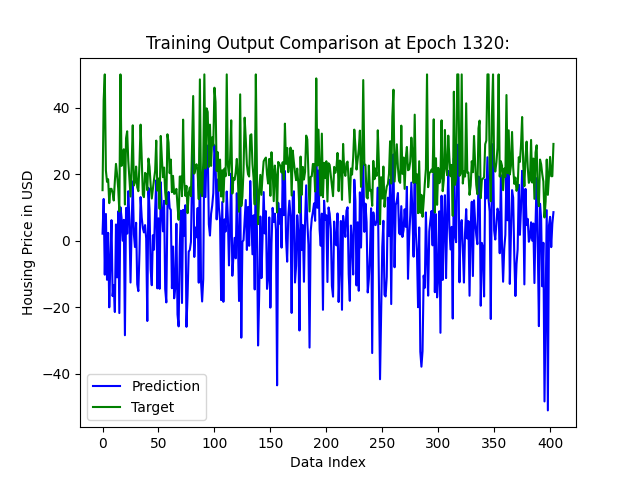 Training Output Comparison at Epoch 1320:
Housing Price in USD
40
20
0
−20
−40
Prediction
Target
0 50 100 150 200 250 300 350 400
Data Index